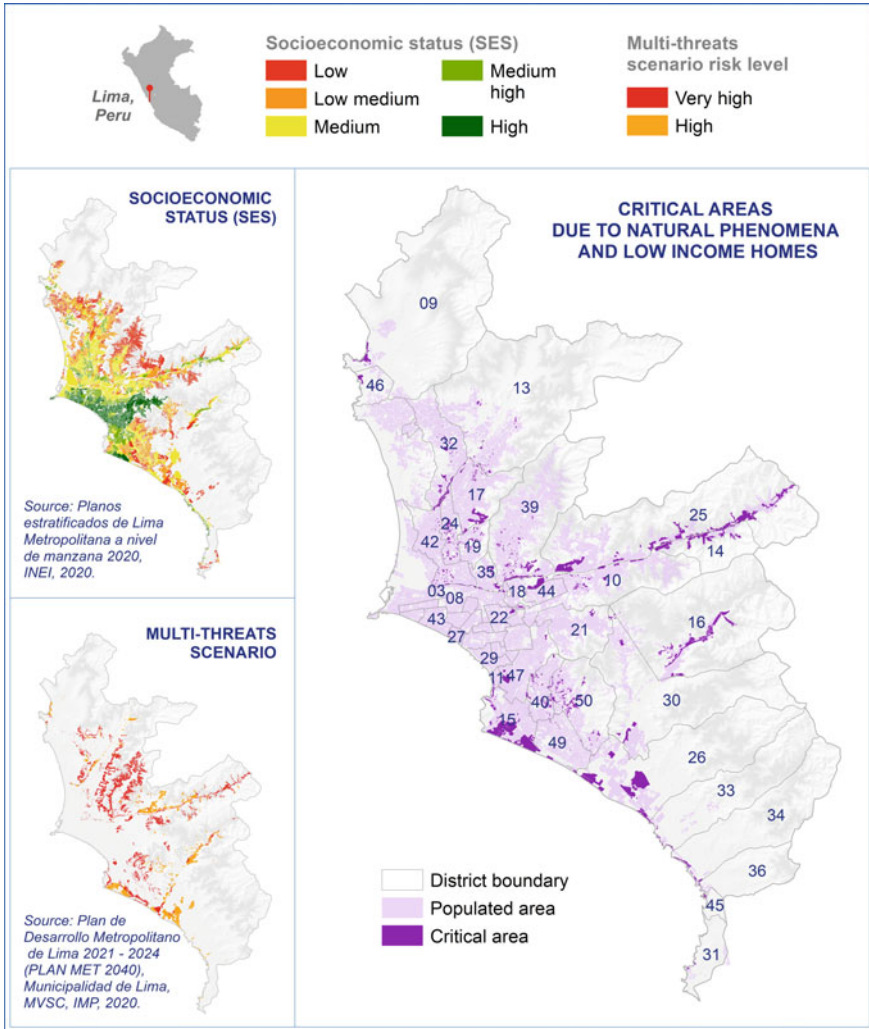 Lima,
Peru
Socioeconomic status (SES)
Low
Low medium
Medium
Medium
high
High
Multi-threats
scenario risk level
Very high
High
SOCIOECONOMIC
STATUS (SES)
Source: Planos
estratificados de Lima
Metropolitana a nivel
de manzana 2020,
INEI, 2020.
MULTI-THREATS
SCENARIO
Source: Plan de
Desarrollo Metropolitano
de Lima 2021 - 2024
(PLAN MET 2040),
Municipalidad de Lima,
MVSC, IMP, 2020.
CRITICAL AREAS
DUE TO NATURAL PHENOMENA
AND LOW INCOME HOMES
09
46
13
32
17
39
25
24
42
19
14
35
10
03
08
18
44
43
22
16
27
21
29
11
47
40
50
30
15
49
26
33
34
36
45
31
District boundary
Populated area
Critical area